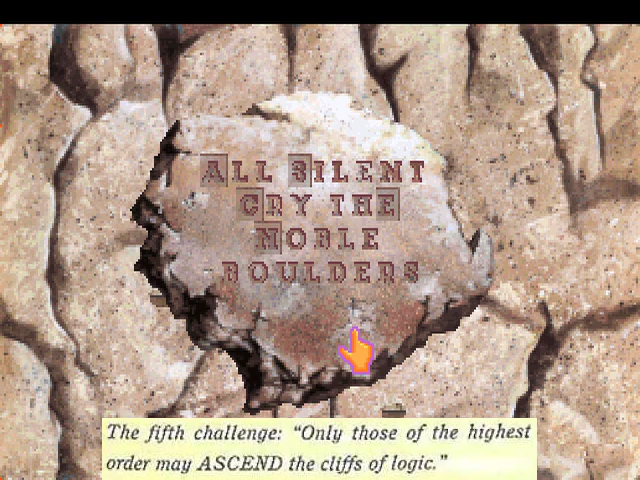 ALL SILENT
CRY THE
NOBLE
BOULDERS
The fifth challenge: "Only those of the highest
order may ASCEND the cliffs of logic."